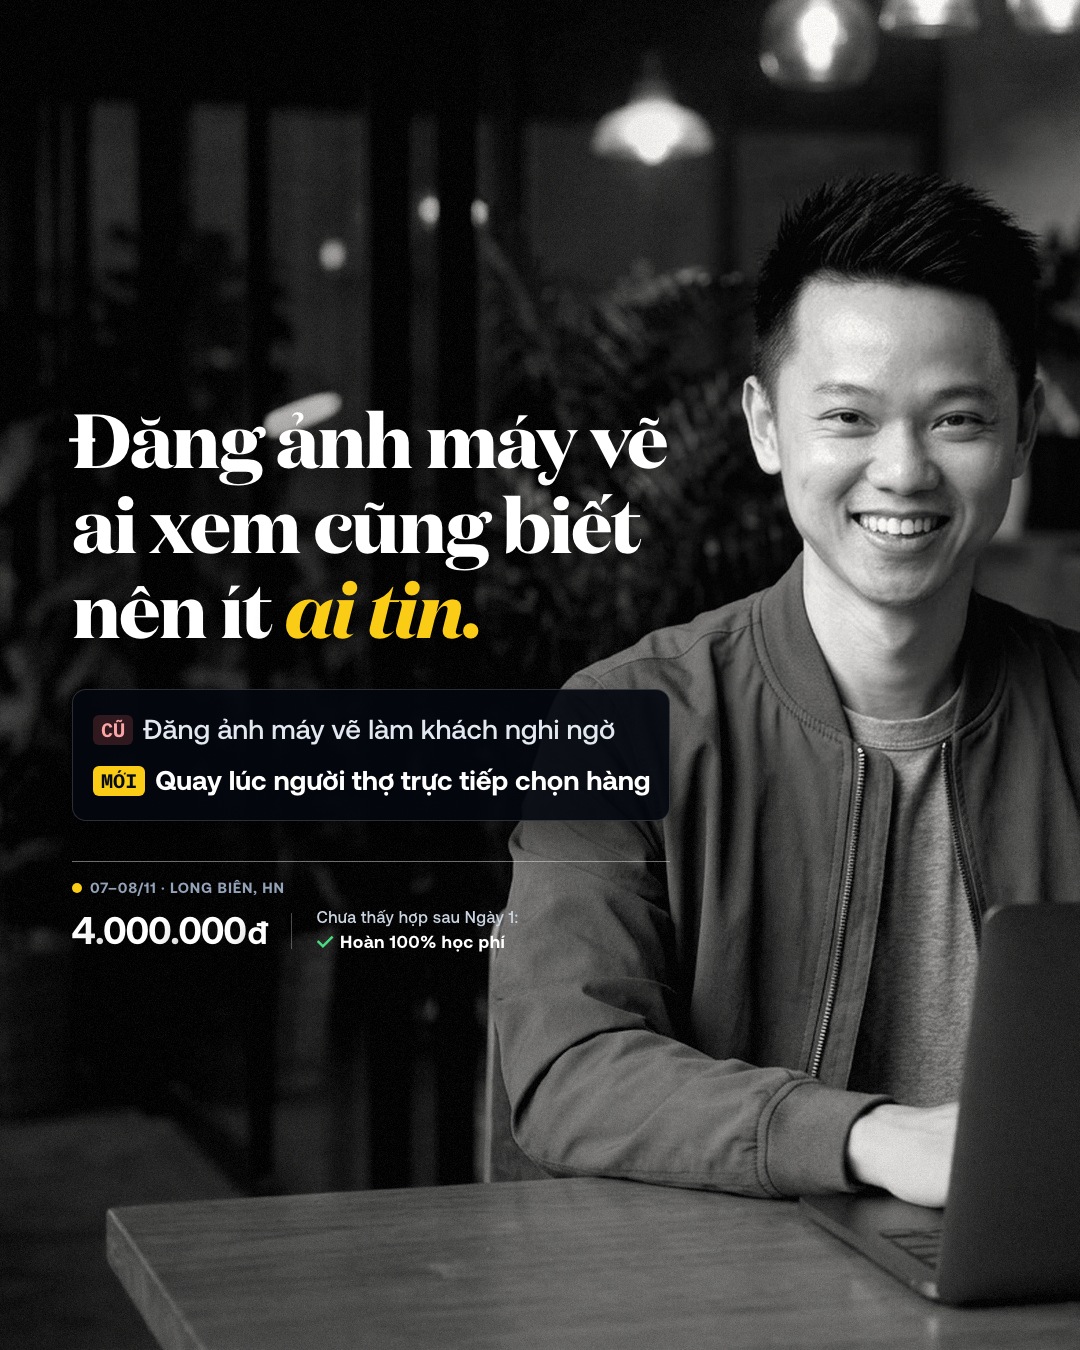 Đăng ảnh máy vẽ
ai xem cũng biết
nên ít ai tin.
CŨ Đăng ảnh máy vẽ làm khách nghi ngờ
MỚI Quay lúc người thợ trực tiếp chọn hàng
07–08/11 · LONG BIÊN, HN
4.000.000đ
Chưa thấy hợp sau Ngày 1:
Hoàn 100% học phí